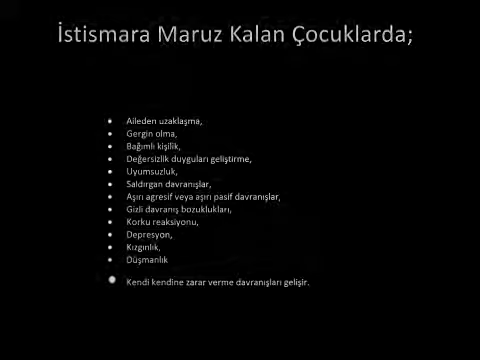 İstismara Maruz Kalan Çocuklarda;
• Aileden uzaklaşma,
• Gergin olma,
• Bağımlı kişilik,
• Değersizlik duyguları geliştirme,
• Uyumsuzluk,
• Saldırgan davranışlar,
• Aşırı agresif veya aşırı pasif davranışlar,
• Gizli davranış bozuklukları,
• Korku reaksiyonu,
• Depresyon,
• Kızgınlık,
• Düşmanlık
• Kendi kendine zarar verme davranışları gelişir.